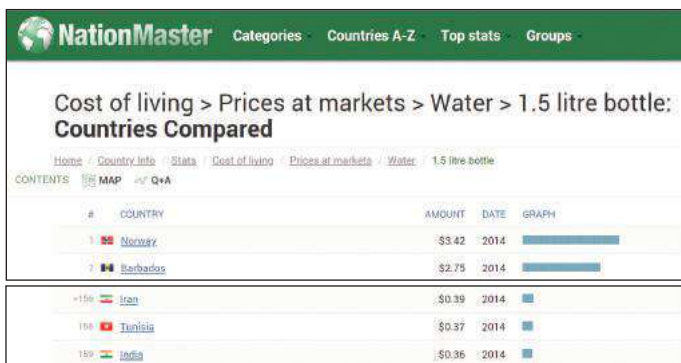 NationMaster Categories Countries A-Z Top stats Groups
Cost of living > Prices at markets > Water > 1.5 litre bottle:
Countries Compared
Home / Country Info / Stats / Cost of living / Prices at markets / Water / 1.5 litre bottle
CONTENTS MAP Q+A
# COUNTRY AMOUNT DATE GRAPH
1 Norway $3.42 2014
2 Barbados $2.75 2014
=156 Iran $0.39 2014
158 Tunisia $0.37 2014
159 India $0.36 2014